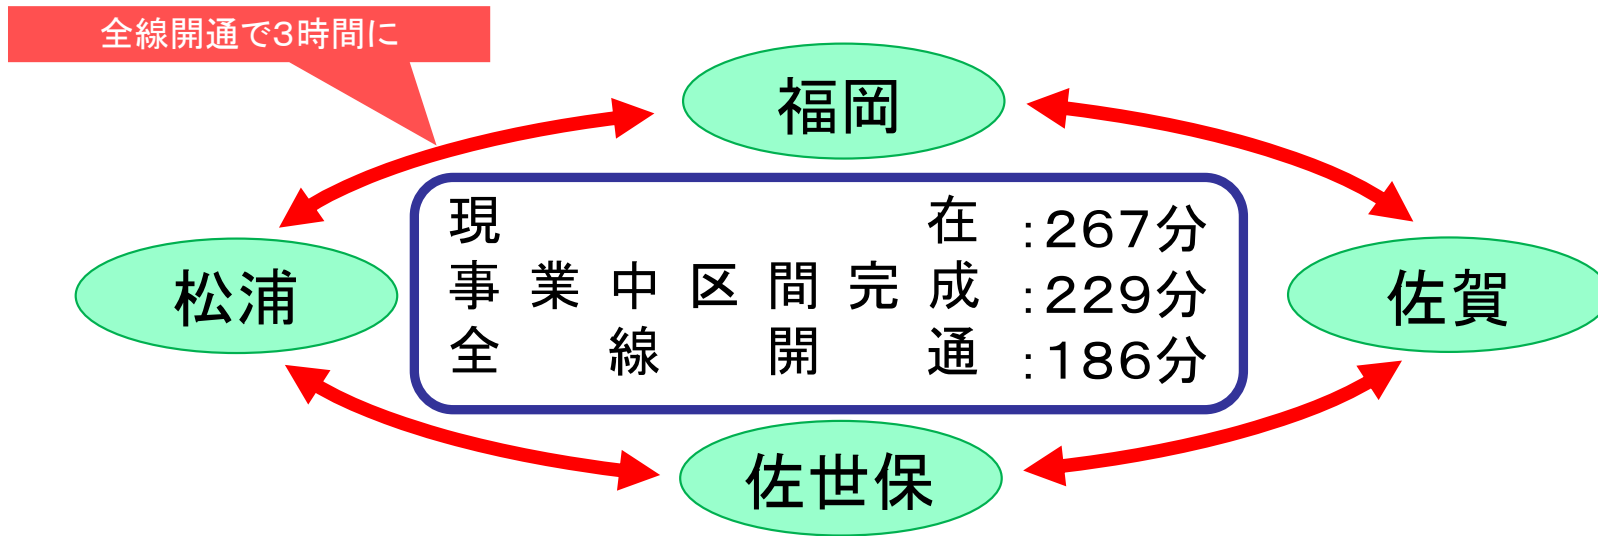 全線開通で3時間に
福岡
現在:267分
事業中区間完成:229分
全線開通:186分
松浦
佐賀
佐世保